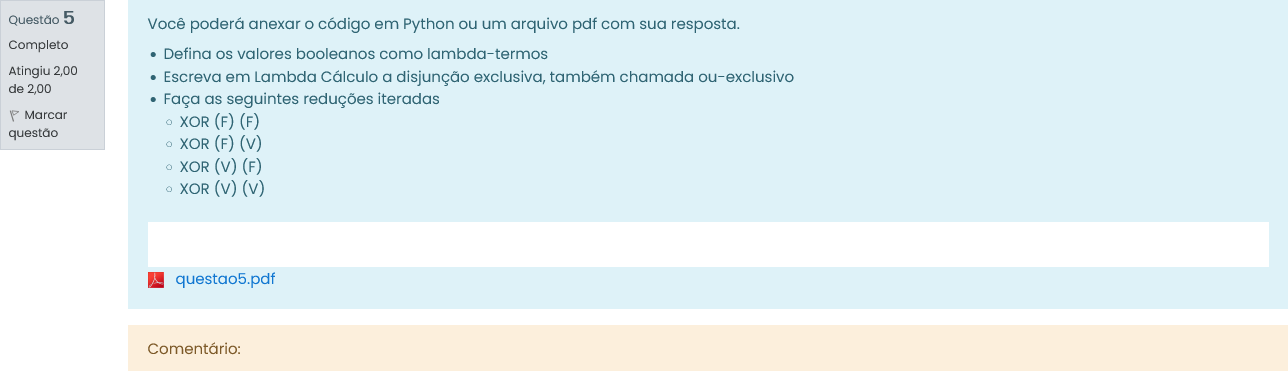 Questão 5
Completo
Atingiu 2,00
de 2,00
Marcar
questão
Você poderá anexar o código em Python ou um arquivo pdf com sua resposta.
• Defina os valores booleanos como lambda-termos
• Escreva em Lambda Cálculo a disjunção exclusiva, também chamada ou-exclusivo
• Faça as seguintes reduções iteradas
◦ XOR (F) (F)
◦ XOR (F) (V)
◦ XOR (V) (F)
◦ XOR (V) (V)
questao5.pdf
Comentário: